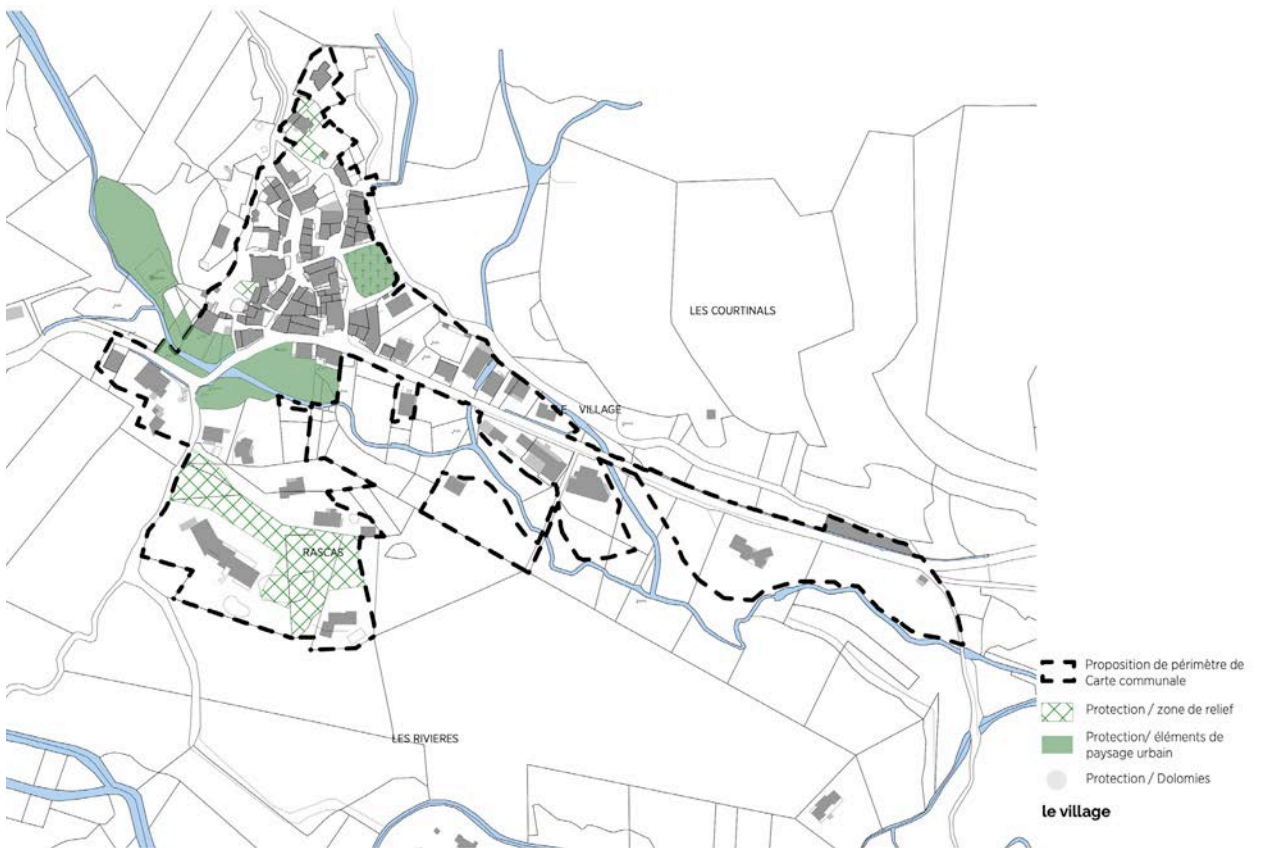 LES COURTINALS
LE VILLAGE
RASCAS
LES RIVIERES
Proposition de périmètre de
Carte communale
Protection / zone de relief
Protection/ éléments de
paysage urbain
Protection / Dolomies
le village